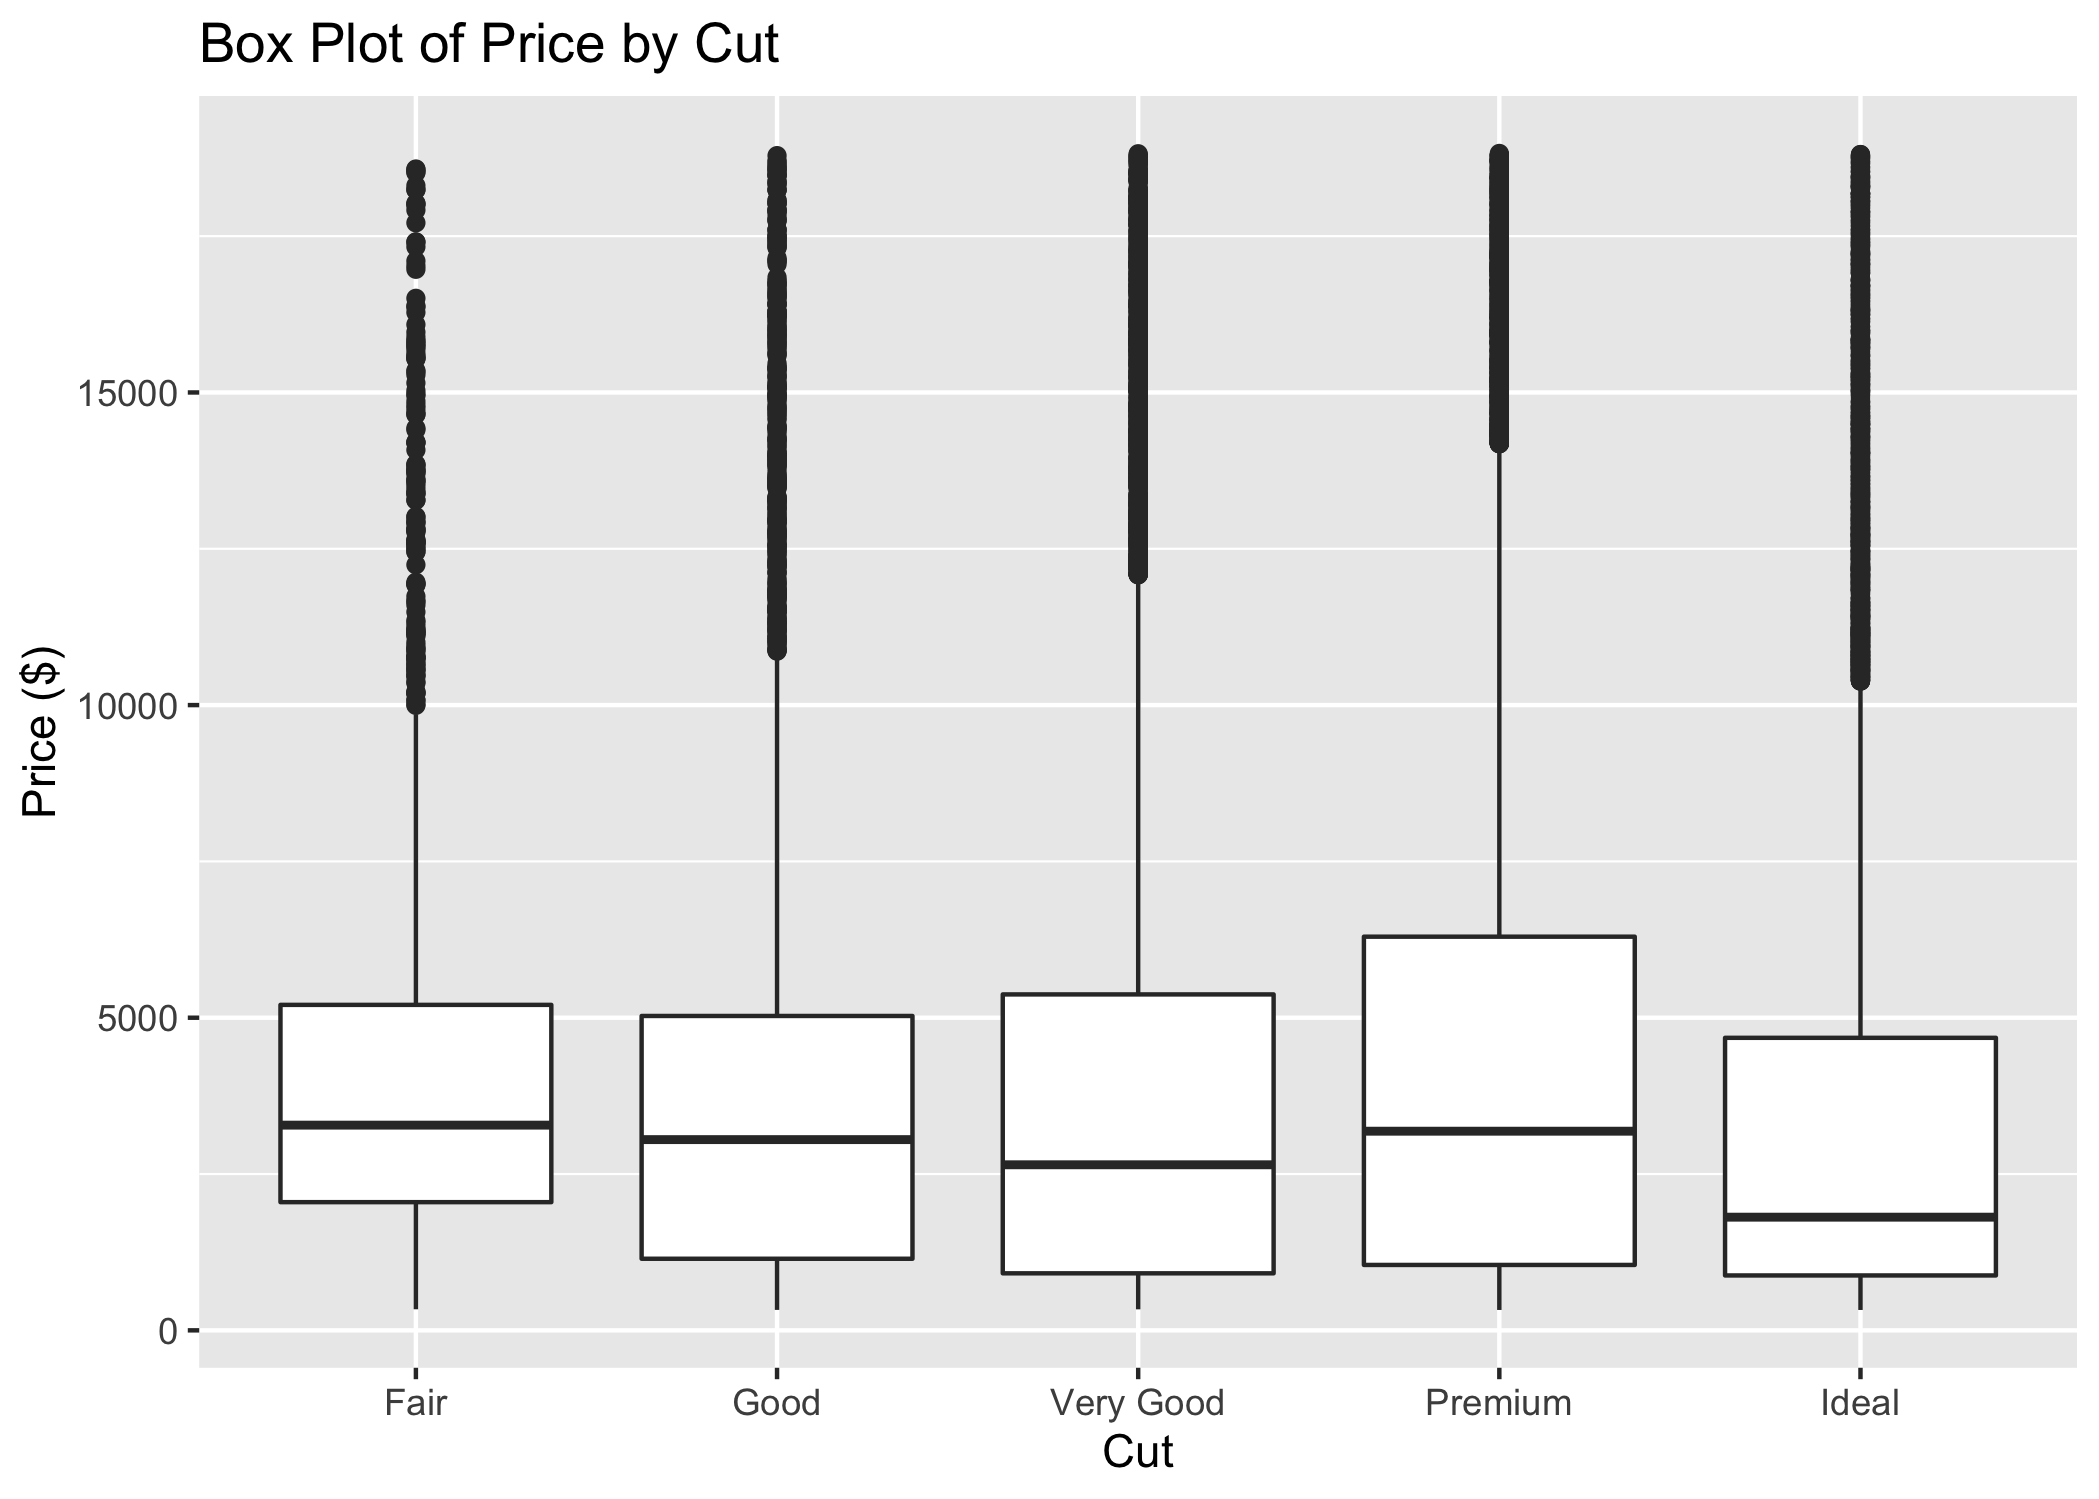 Box Plot of Price by Cut
Price ($)
15000
10000
5000
0
Fair Good Very Good Premium Ideal
Cut